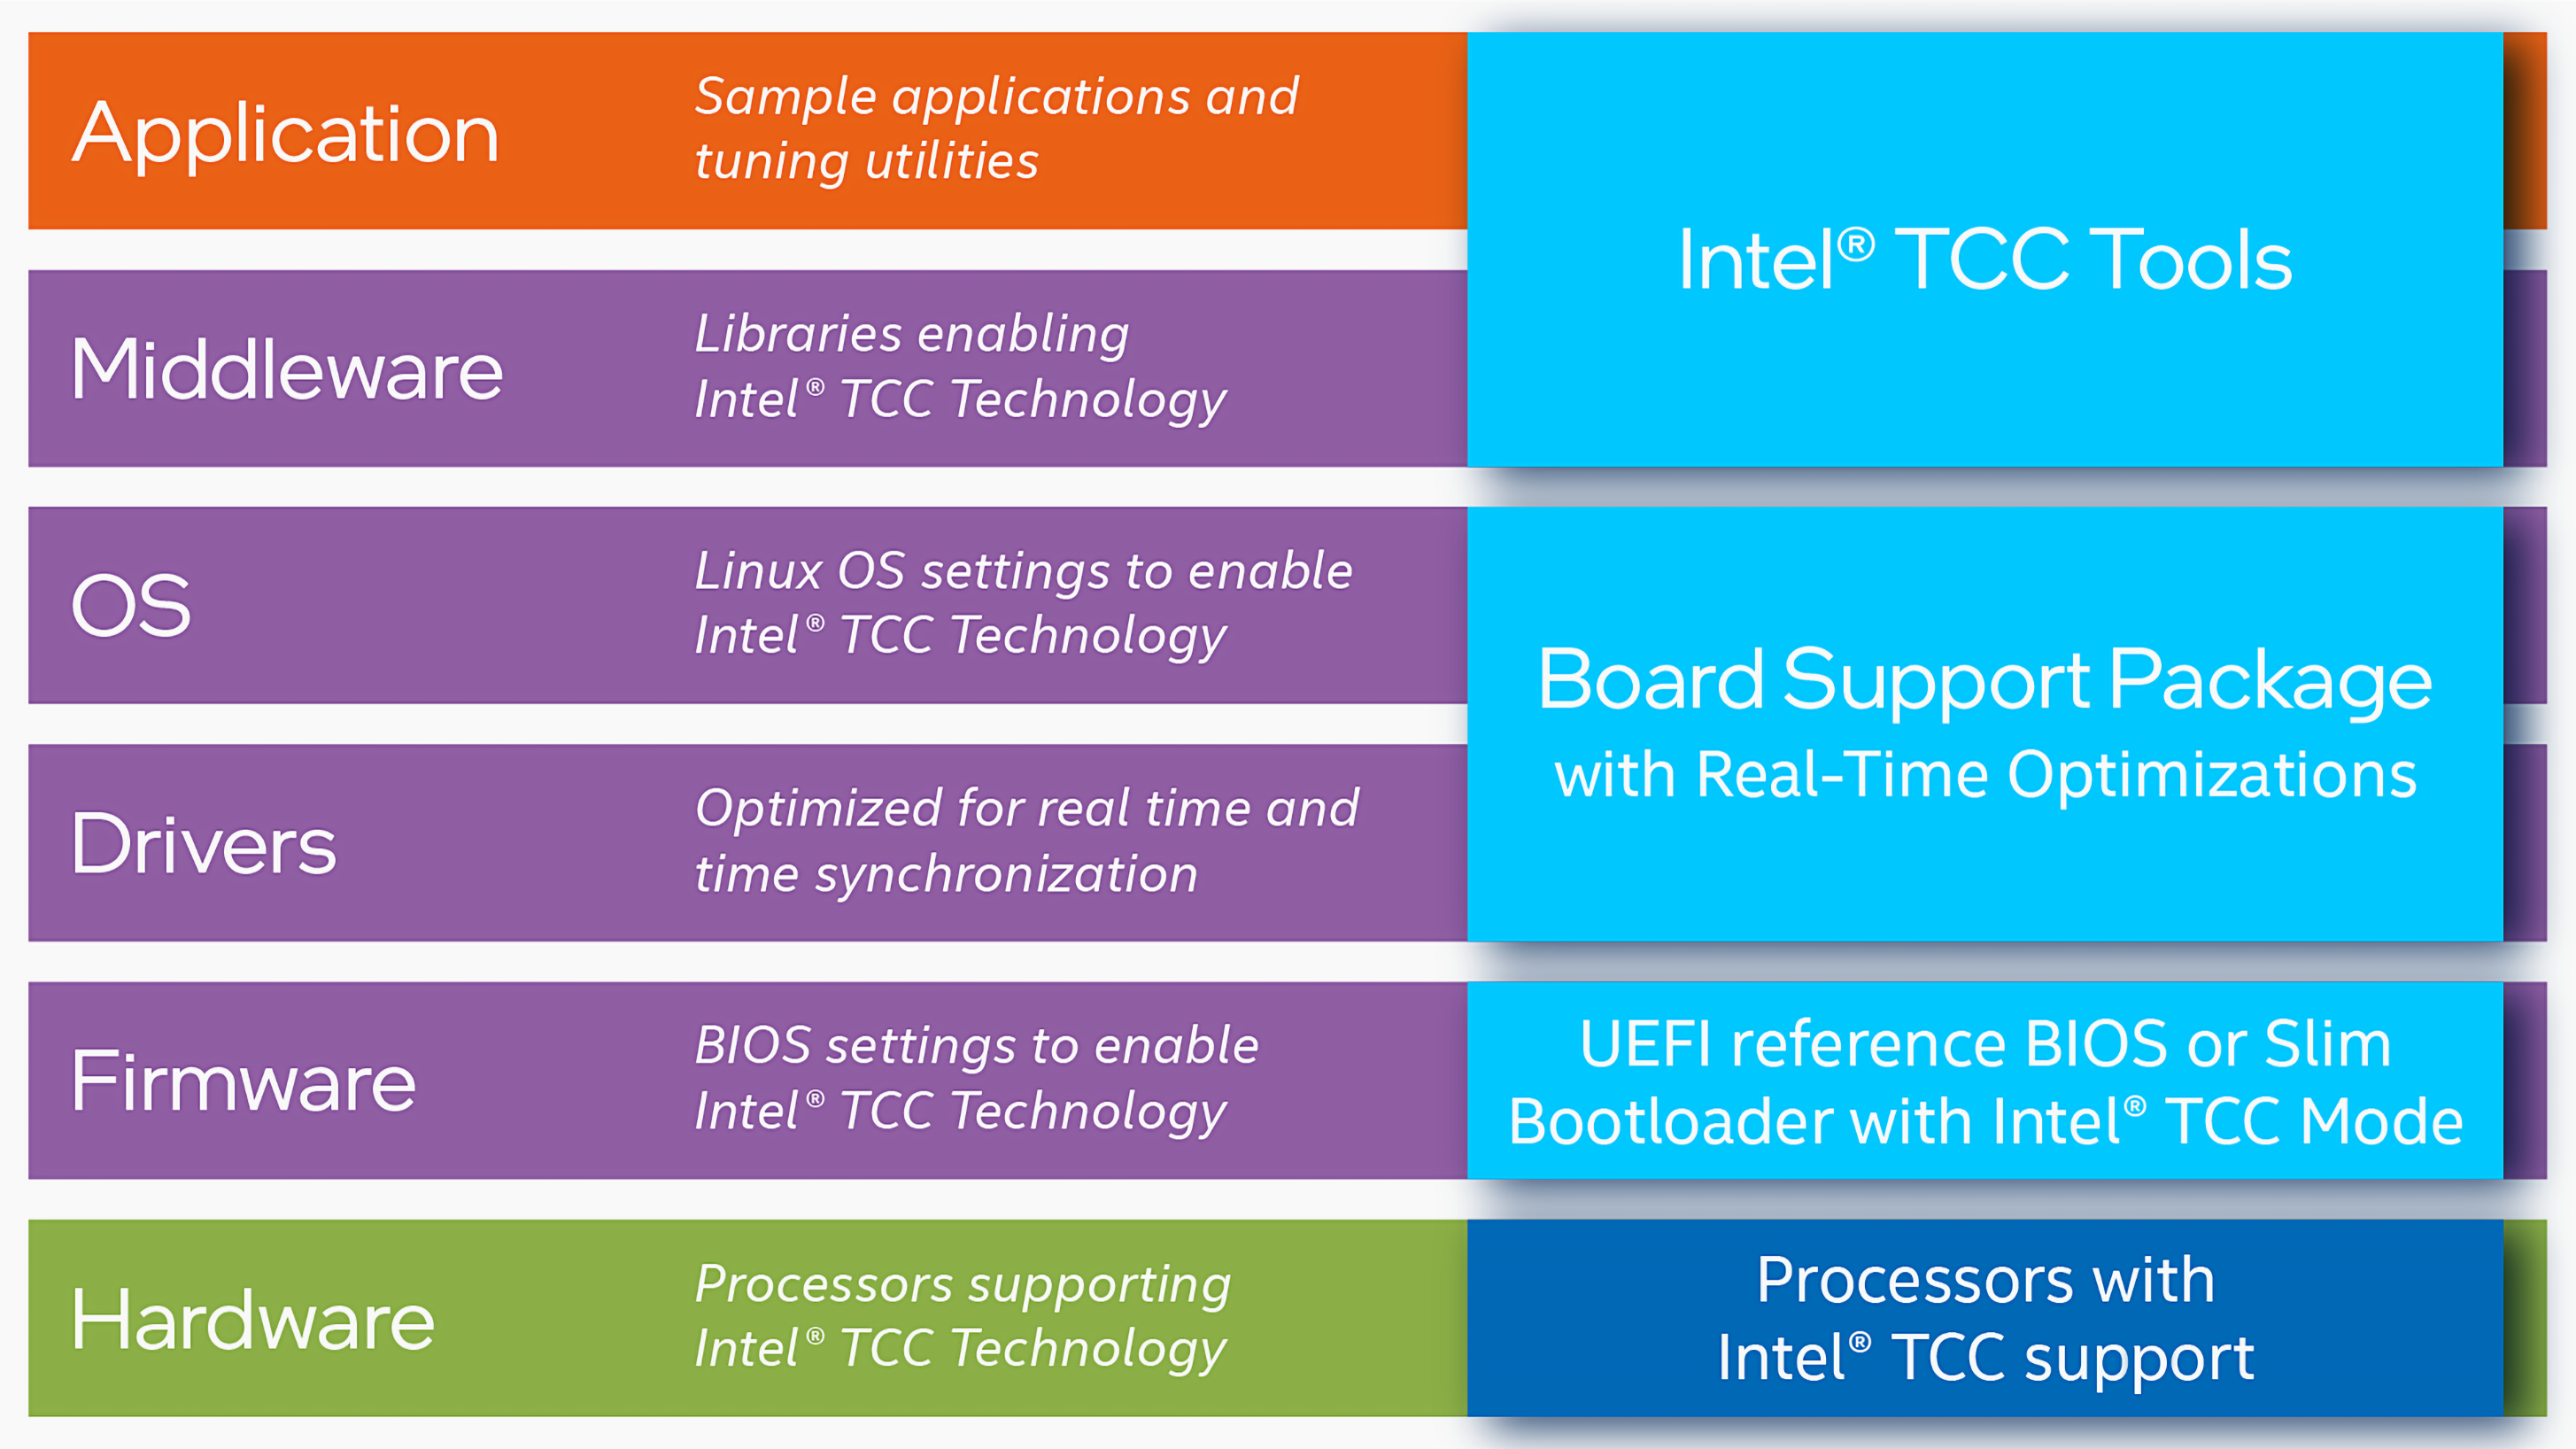 Application
Sample applications and
tuning utilities
Intel® TCC Tools
Middleware
Libraries enabling
Intel® TCC Technology
OS
Linux OS settings to enable
Intel® TCC Technology
Board Support Package
with Real-Time Optimizations
Drivers
Optimized for real time and
time synchronization
Firmware
BIOS settings to enable
Intel® TCC Technology
UEFI reference BIOS or Slim
Bootloader with Intel® TCC Mode
Hardware
Processors supporting
Intel® TCC Technology
Processors with
Intel® TCC support